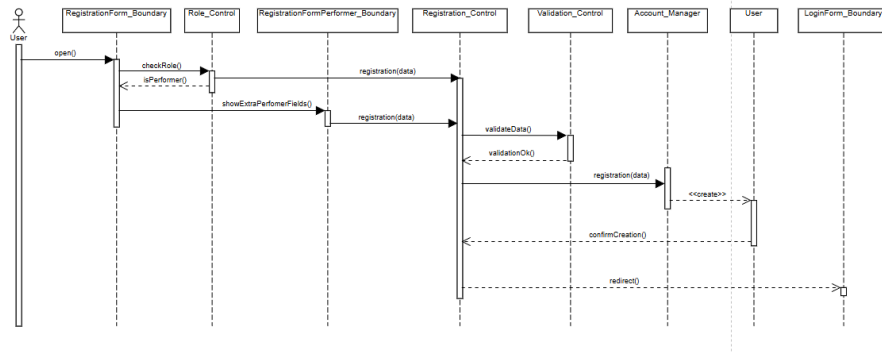 RegistrationForm_Boundary
Role_Control
RegistrationFormPerformer_Boundary
Registration_Control
Validation_Control
Account_Manager
User
LoginForm_Boundary
User
open()
checkRole()
registration(data)
isPerformer()
showExtraPerfomerFields()
registration(data)
validateData()
validationOk()
registration(data)
<<create>>
confirmCreation()
redirect()